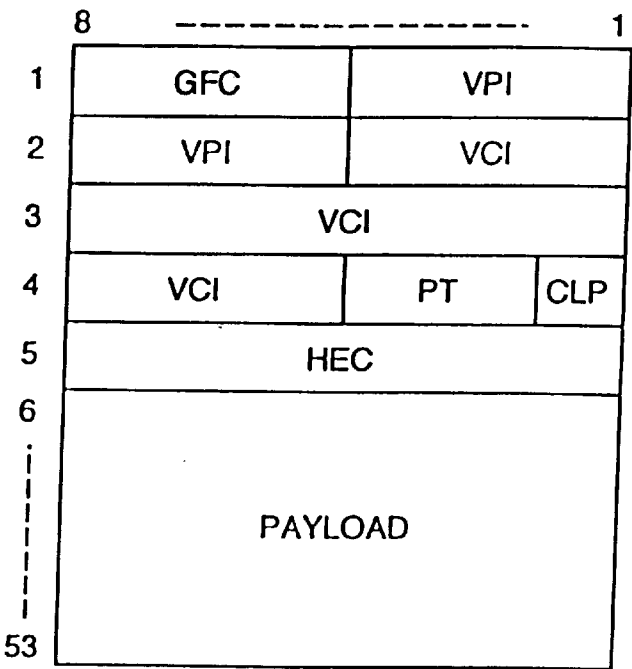 8 ------------- 1
1 GFC VPI
2 VPI VCI
3 VCI
4 VCI PT CLP
5 HEC
6
PAYLOAD
53